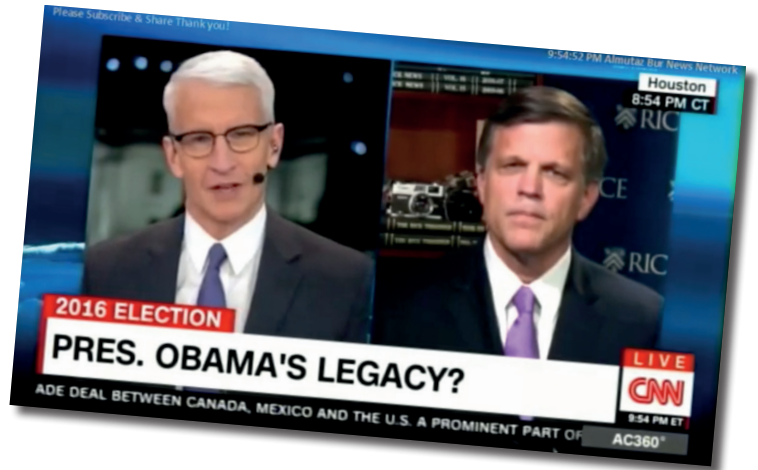 Please Subscribe & Share Thank you!
9:54:52 PM Almutaz Bur News Network
Houston
8:54 PM CT
RIC
CE
RIC
2016 ELECTION
PRES. OBAMA'S LEGACY?
LIVE
CNN
9:54 PM ET
ADE DEAL BETWEEN CANADA, MEXICO AND THE U.S. A PROMINENT PART OF
AC360°